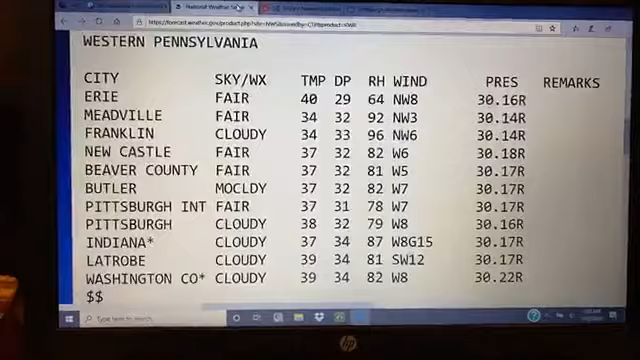 WESTERN PENNSYLVANIA
CITY SKY/WX TMP DP RH WIND PRES REMARKS
ERIE FAIR 40 29 64 NW8 30.16R
MEADVILLE FAIR 34 32 92 NW3 30.14R
FRANKLIN CLOUDY 34 33 96 NW6 30.14R
NEW CASTLE FAIR 37 32 82 W6 30.18R
BEAVER COUNTY FAIR 37 32 81 W5 30.17R
BUTLER MOCLDY 37 32 82 W7 30.17R
PITTSBURGH INT FAIR 37 31 78 W7 30.17R
PITTSBURGH CLOUDY 38 32 79 W8 30.16R
INDIANA* CLOUDY 37 34 87 W8G15 30.17R
LATROBE CLOUDY 39 34 81 SW12 30.17R
WASHINGTON CO* CLOUDY 39 34 82 W8 30.22R
$$
Type here to search
hp